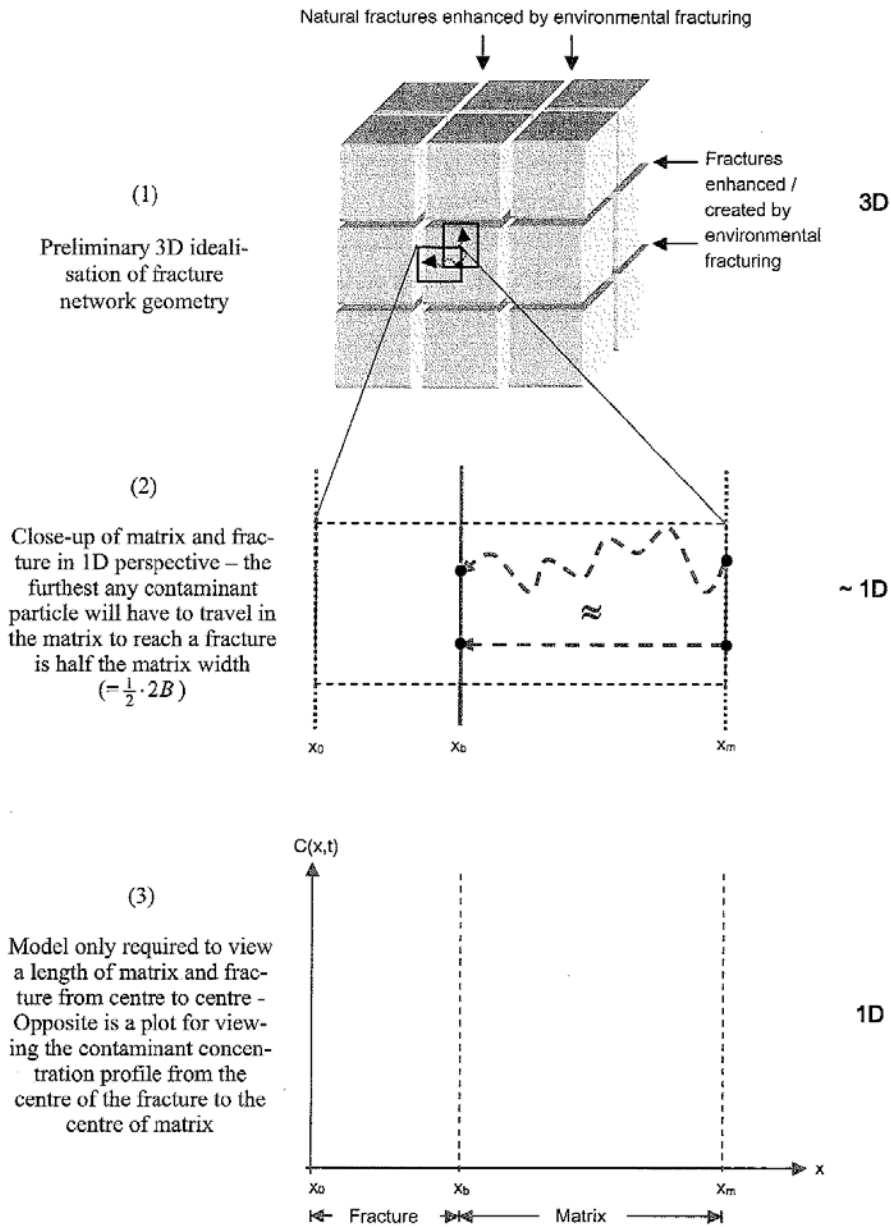 Natural fractures enhanced by environmental fracturing
(1)
Preliminary 3D ideali-
sation of fracture
network geometry
Fractures
enhanced /
created by
environmental
fracturing
3D
(2)
Close-up of matrix and frac-
ture in 1D perspective – the
furthest any contaminant
particle will have to travel in
the matrix to reach a fracture
is half the matrix width
(=½·2B)
≈
~ 1D
x₀ x_b x_m
C(x,t)
(3)
Model only required to view
a length of matrix and frac-
ture from centre to centre -
Opposite is a plot for view-
ing the contaminant concen-
tration profile from the
centre of the fracture to the
centre of matrix
1D
x
x₀ x_b x_m
Fracture Matrix